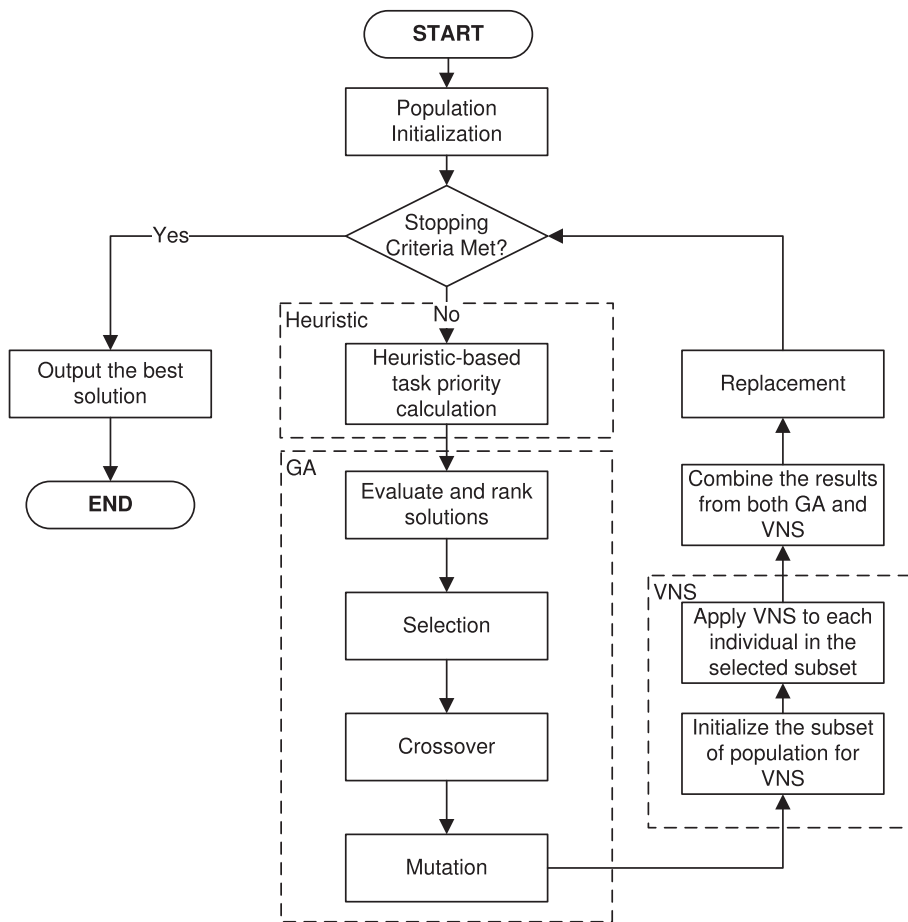 START
Population
Initialization
Stopping
Criteria Met?
Yes
No
Heuristic
Heuristic-based
task priority
calculation
Output the best
solution
END
GA
Evaluate and rank
solutions
Selection
Crossover
Mutation
Replacement
Combine the results
from both GA and
VNS
VNS
Apply VNS to each
individual in the
selected subset
Initialize the subset
of population for
VNS